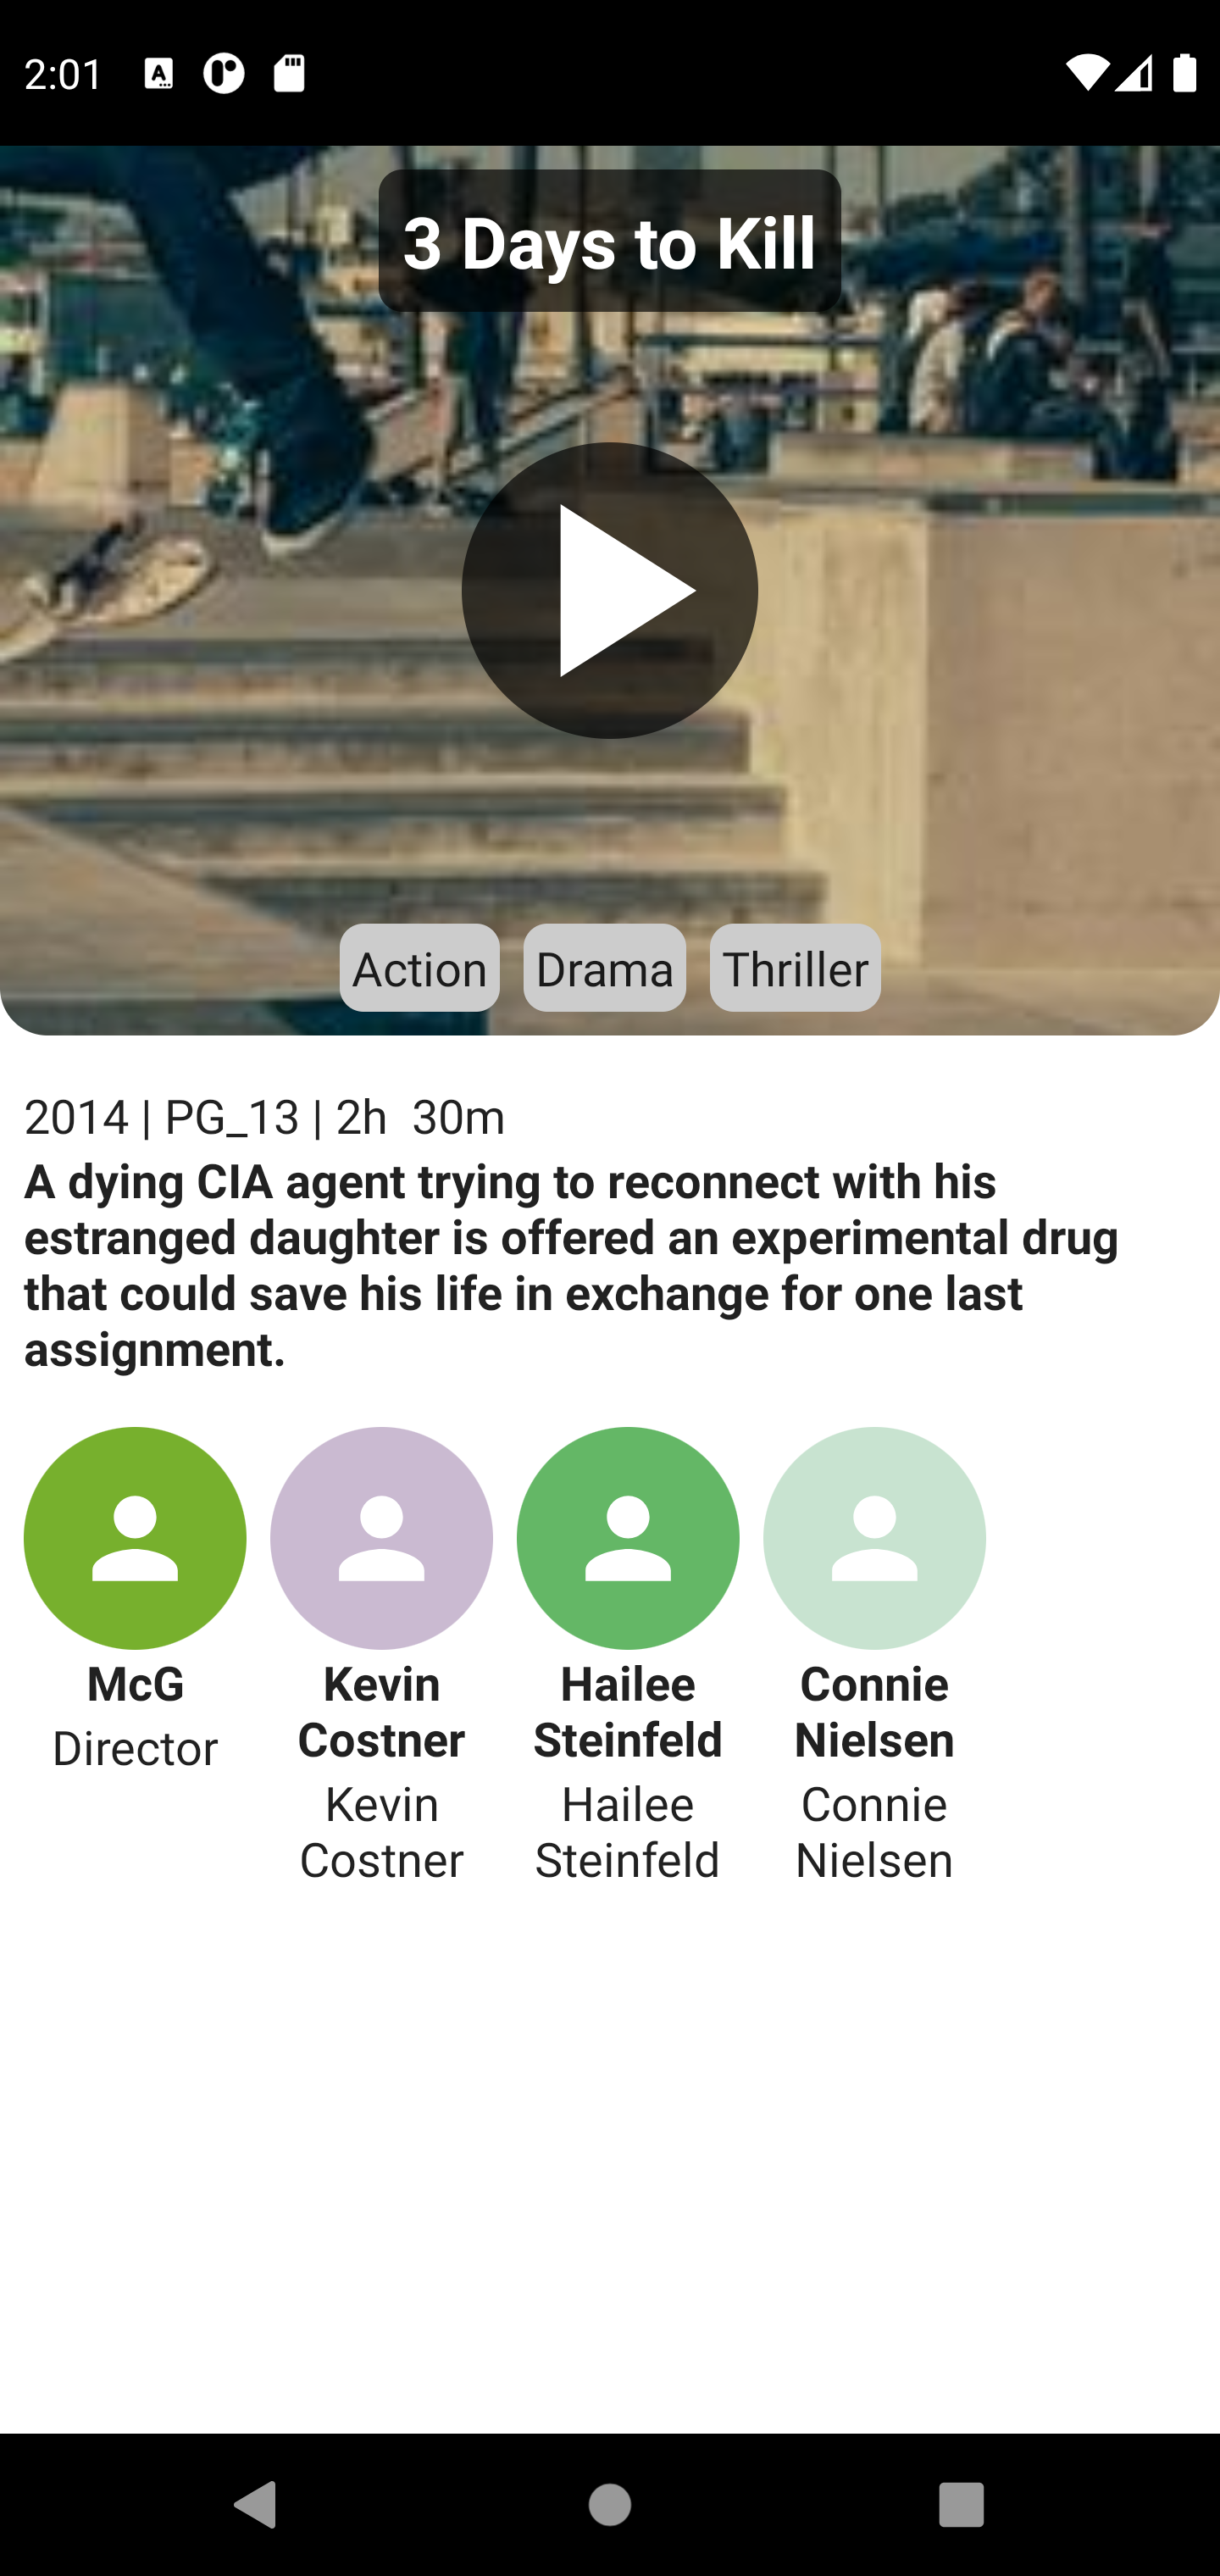 2:01
3 Days to Kill
Action Drama Thriller
2014 | PG_13 | 2h  30m
A dying CIA agent trying to reconnect with his
estranged daughter is offered an experimental drug
that could save his life in exchange for one last
assignment.
McG
Director
Kevin
Costner
Kevin
Costner
Hailee
Steinfeld
Hailee
Steinfeld
Connie
Nielsen
Connie
Nielsen